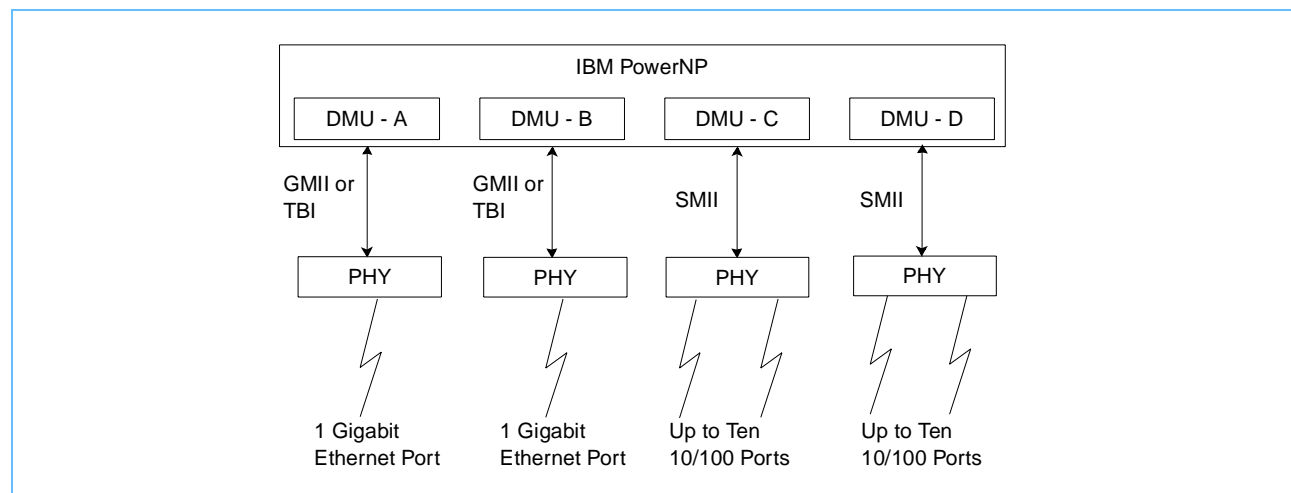 IBM PowerNP
DMU - A
DMU - B
DMU - C
DMU - D
GMII or
TBI
GMII or
TBI
SMII
SMII
PHY
PHY
PHY
PHY
1 Gigabit
Ethernet Port
1 Gigabit
Ethernet Port
Up to Ten
10/100 Ports
Up to Ten
10/100 Ports